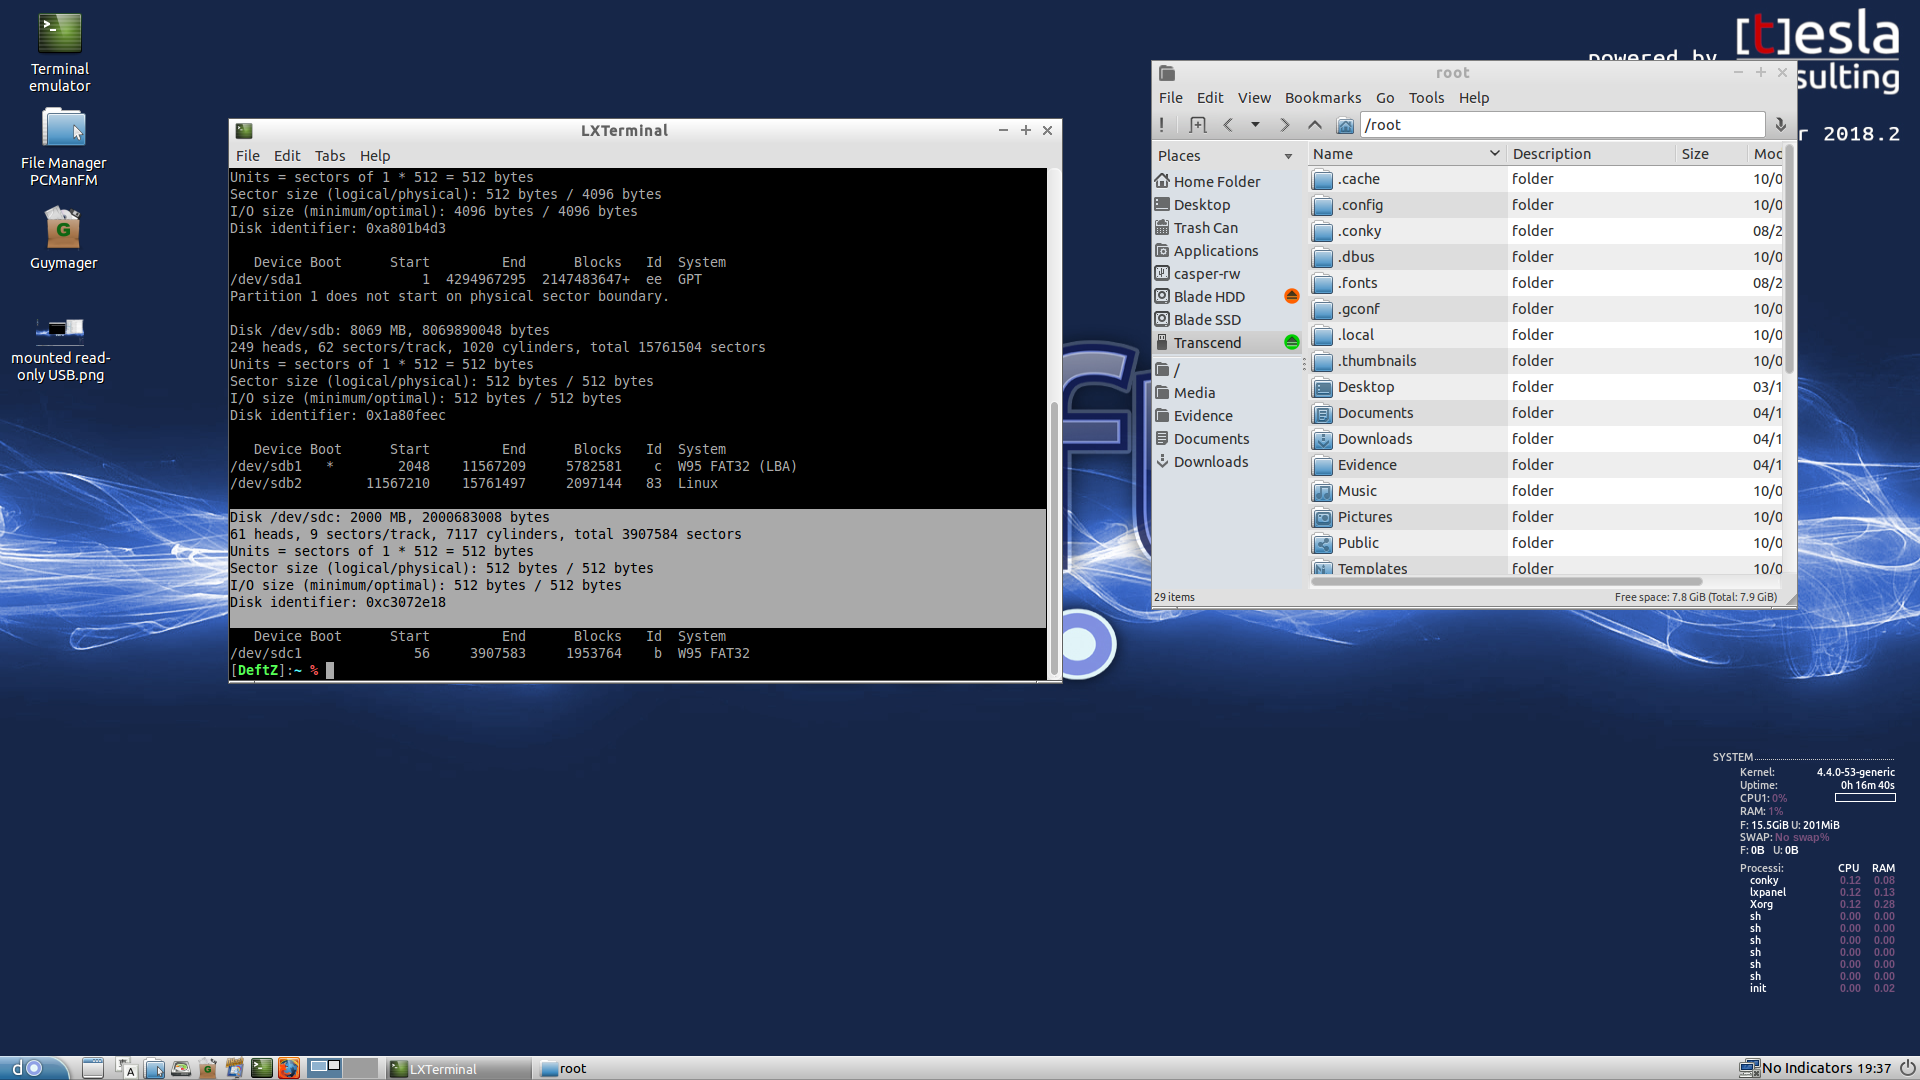 Terminal
emulator
File Manager
PCManFM
Guymager
mounted read-
only USB.png
powered by
[t]esla
sulting
r 2018.2
LXTerminal
File Edit Tabs Help
Units = sectors of 1 * 512 = 512 bytes
Sector size (logical/physical): 512 bytes / 4096 bytes
I/O size (minimum/optimal): 4096 bytes / 4096 bytes
Disk identifier: 0xa801b4d3
Device Boot Start End Blocks Id System
/dev/sda1 1 4294967295 2147483647+ ee GPT
Partition 1 does not start on physical sector boundary.
Disk /dev/sdb: 8069 MB, 8069890048 bytes
249 heads, 62 sectors/track, 1020 cylinders, total 15761504 sectors
Units = sectors of 1 * 512 = 512 bytes
Sector size (logical/physical): 512 bytes / 512 bytes
I/O size (minimum/optimal): 512 bytes / 512 bytes
Disk identifier: 0x1a80feec
Device Boot Start End Blocks Id System
/dev/sdb1 * 2048 11567209 5782581 c W95 FAT32 (LBA)
/dev/sdb2 11567210 15761497 2097144 83 Linux
Disk /dev/sdc: 2000 MB, 2000683008 bytes
61 heads, 9 sectors/track, 7117 cylinders, total 3907584 sectors
Units = sectors of 1 * 512 = 512 bytes
Sector size (logical/physical): 512 bytes / 512 bytes
I/O size (minimum/optimal): 512 bytes / 512 bytes
Disk identifier: 0xc3072e18
Device Boot Start End Blocks Id System
/dev/sdc1 56 3907583 1953764 b W95 FAT32
[DeftZ]:~ %
root
File Edit View Bookmarks Go Tools Help
/root
Places
Home Folder
Desktop
Trash Can
Applications
casper-rw
Blade HDD
Blade SSD
Transcend
/
Media
Evidence
Documents
Downloads
Name Description Size Moc
.cache folder 10/0
.config folder 10/0
.conky folder 08/2
.dbus folder 10/0
.fonts folder 08/2
.gconf folder 10/0
.local folder 10/0
.thumbnails folder 10/0
Desktop folder 03/1
Documents folder 04/1
Downloads folder 04/1
Evidence folder 04/1
Music folder 10/0
Pictures folder 10/0
Public folder 10/0
Templates folder 10/0
29 items Free space: 7.8 GiB (Total: 7.9 GiB)
SYSTEM
Kernel: 4.4.0-53-generic
Uptime: 0h 16m 40s
CPU1: 0%
RAM: 1%
F: 15.5GiB U: 201MiB
SWAP: No swap%
F: 0B U: 0B
Processi: CPU RAM
conky 0.12 0.08
lxpanel 0.12 0.13
Xorg 0.12 0.28
sh 0.00 0.00
sh 0.00 0.00
sh 0.00 0.00
sh 0.00 0.00
sh 0.00 0.00
sh 0.00 0.00
init 0.00 0.02
LXTerminal
root
No Indicators 19:37